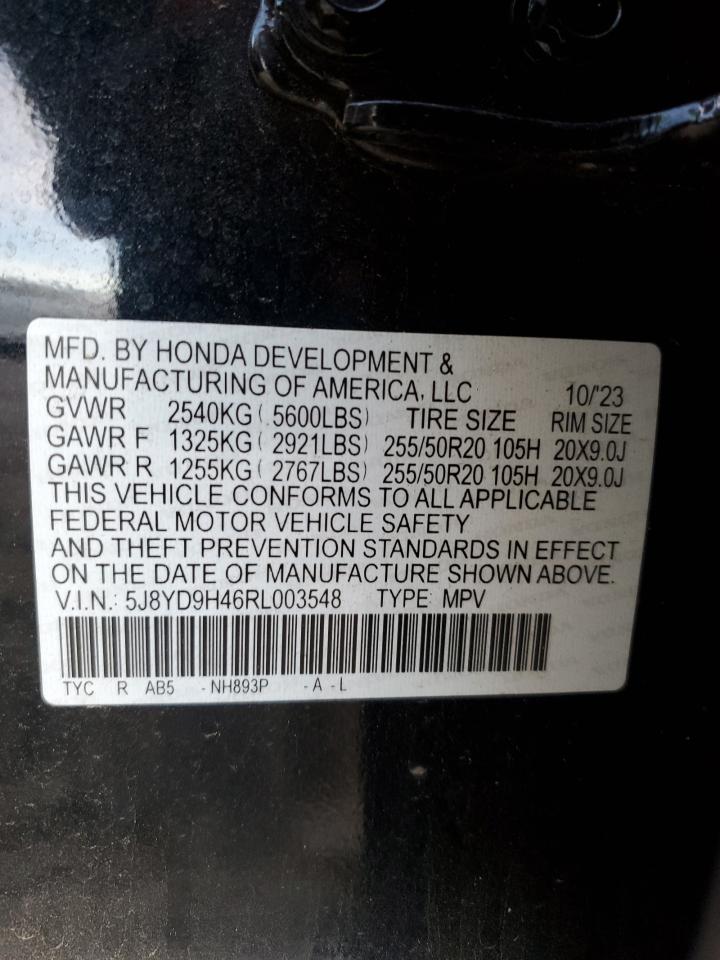 MFD. BY HONDA DEVELOPMENT &
MANUFACTURING OF AMERICA, LLC 10/'23
GVWR 2540KG ( 5600LBS) TIRE SIZE RIM SIZE
GAWR F 1325KG ( 2921LBS) 255/50R20 105H 20X9.0J
GAWR R 1255KG ( 2767LBS) 255/50R20 105H 20X9.0J
THIS VEHICLE CONFORMS TO ALL APPLICABLE
FEDERAL MOTOR VEHICLE SAFETY
AND THEFT PREVENTION STANDARDS IN EFFECT
ON THE DATE OF MANUFACTURE SHOWN ABOVE.
V.I.N.: 5J8YD9H46RL003548 TYPE: MPV
TYC R AB5 -NH893P -A-L